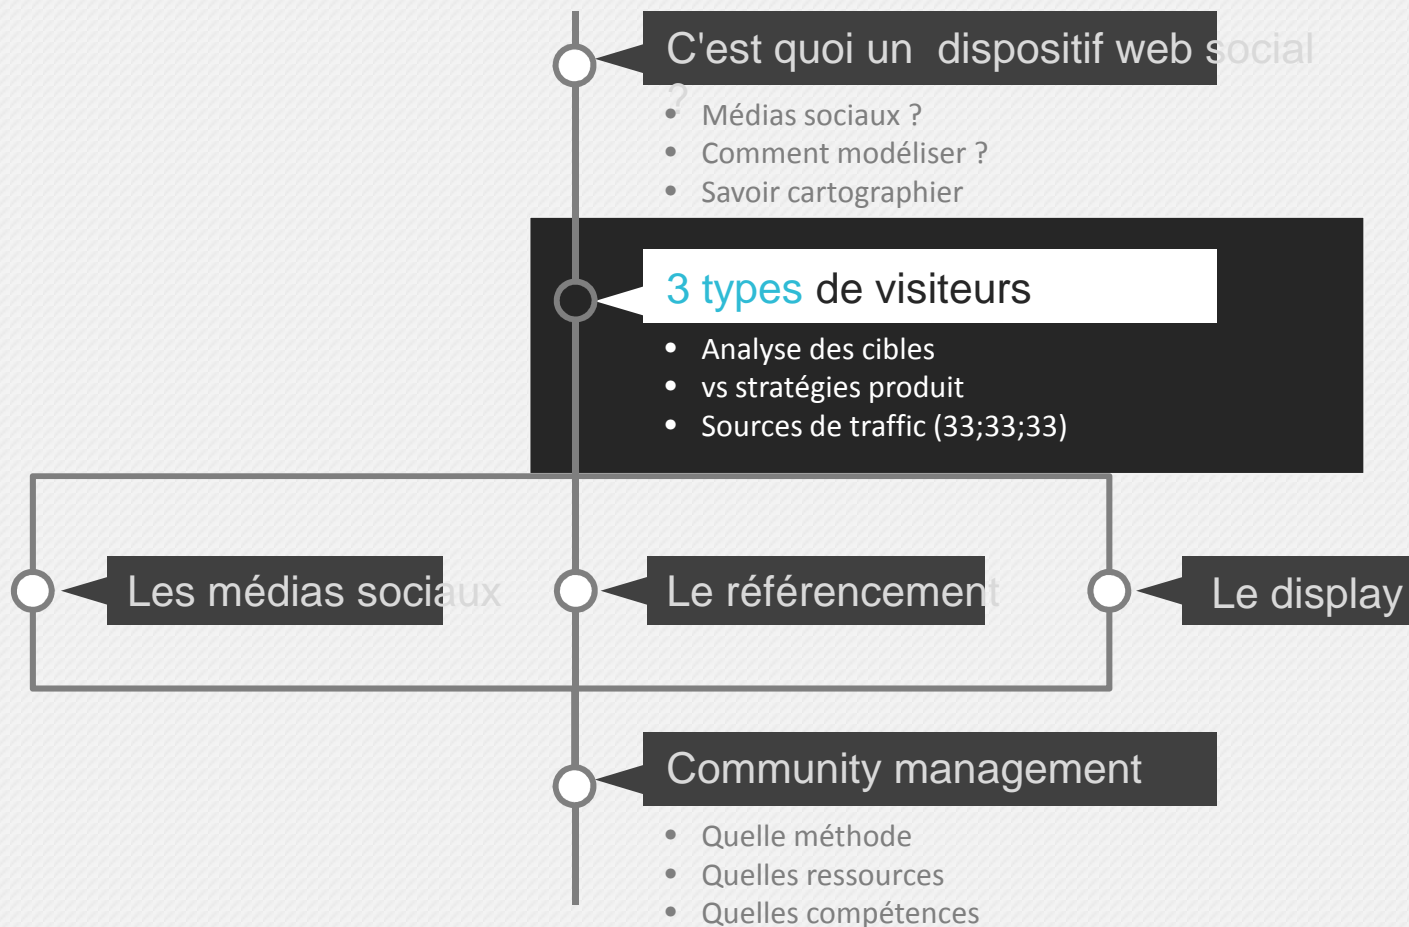 C'est quoi un  dispositif web social
?
• Médias sociaux ?
• Comment modéliser ?
• Savoir cartographier
3 types de visiteurs
• Analyse des cibles
• vs stratégies produit
• Sources de traffic (33;33;33)
Les médias sociaux
Le référencement
Le display
Community management
• Quelle méthode
• Quelles ressources
• Quelles compétences